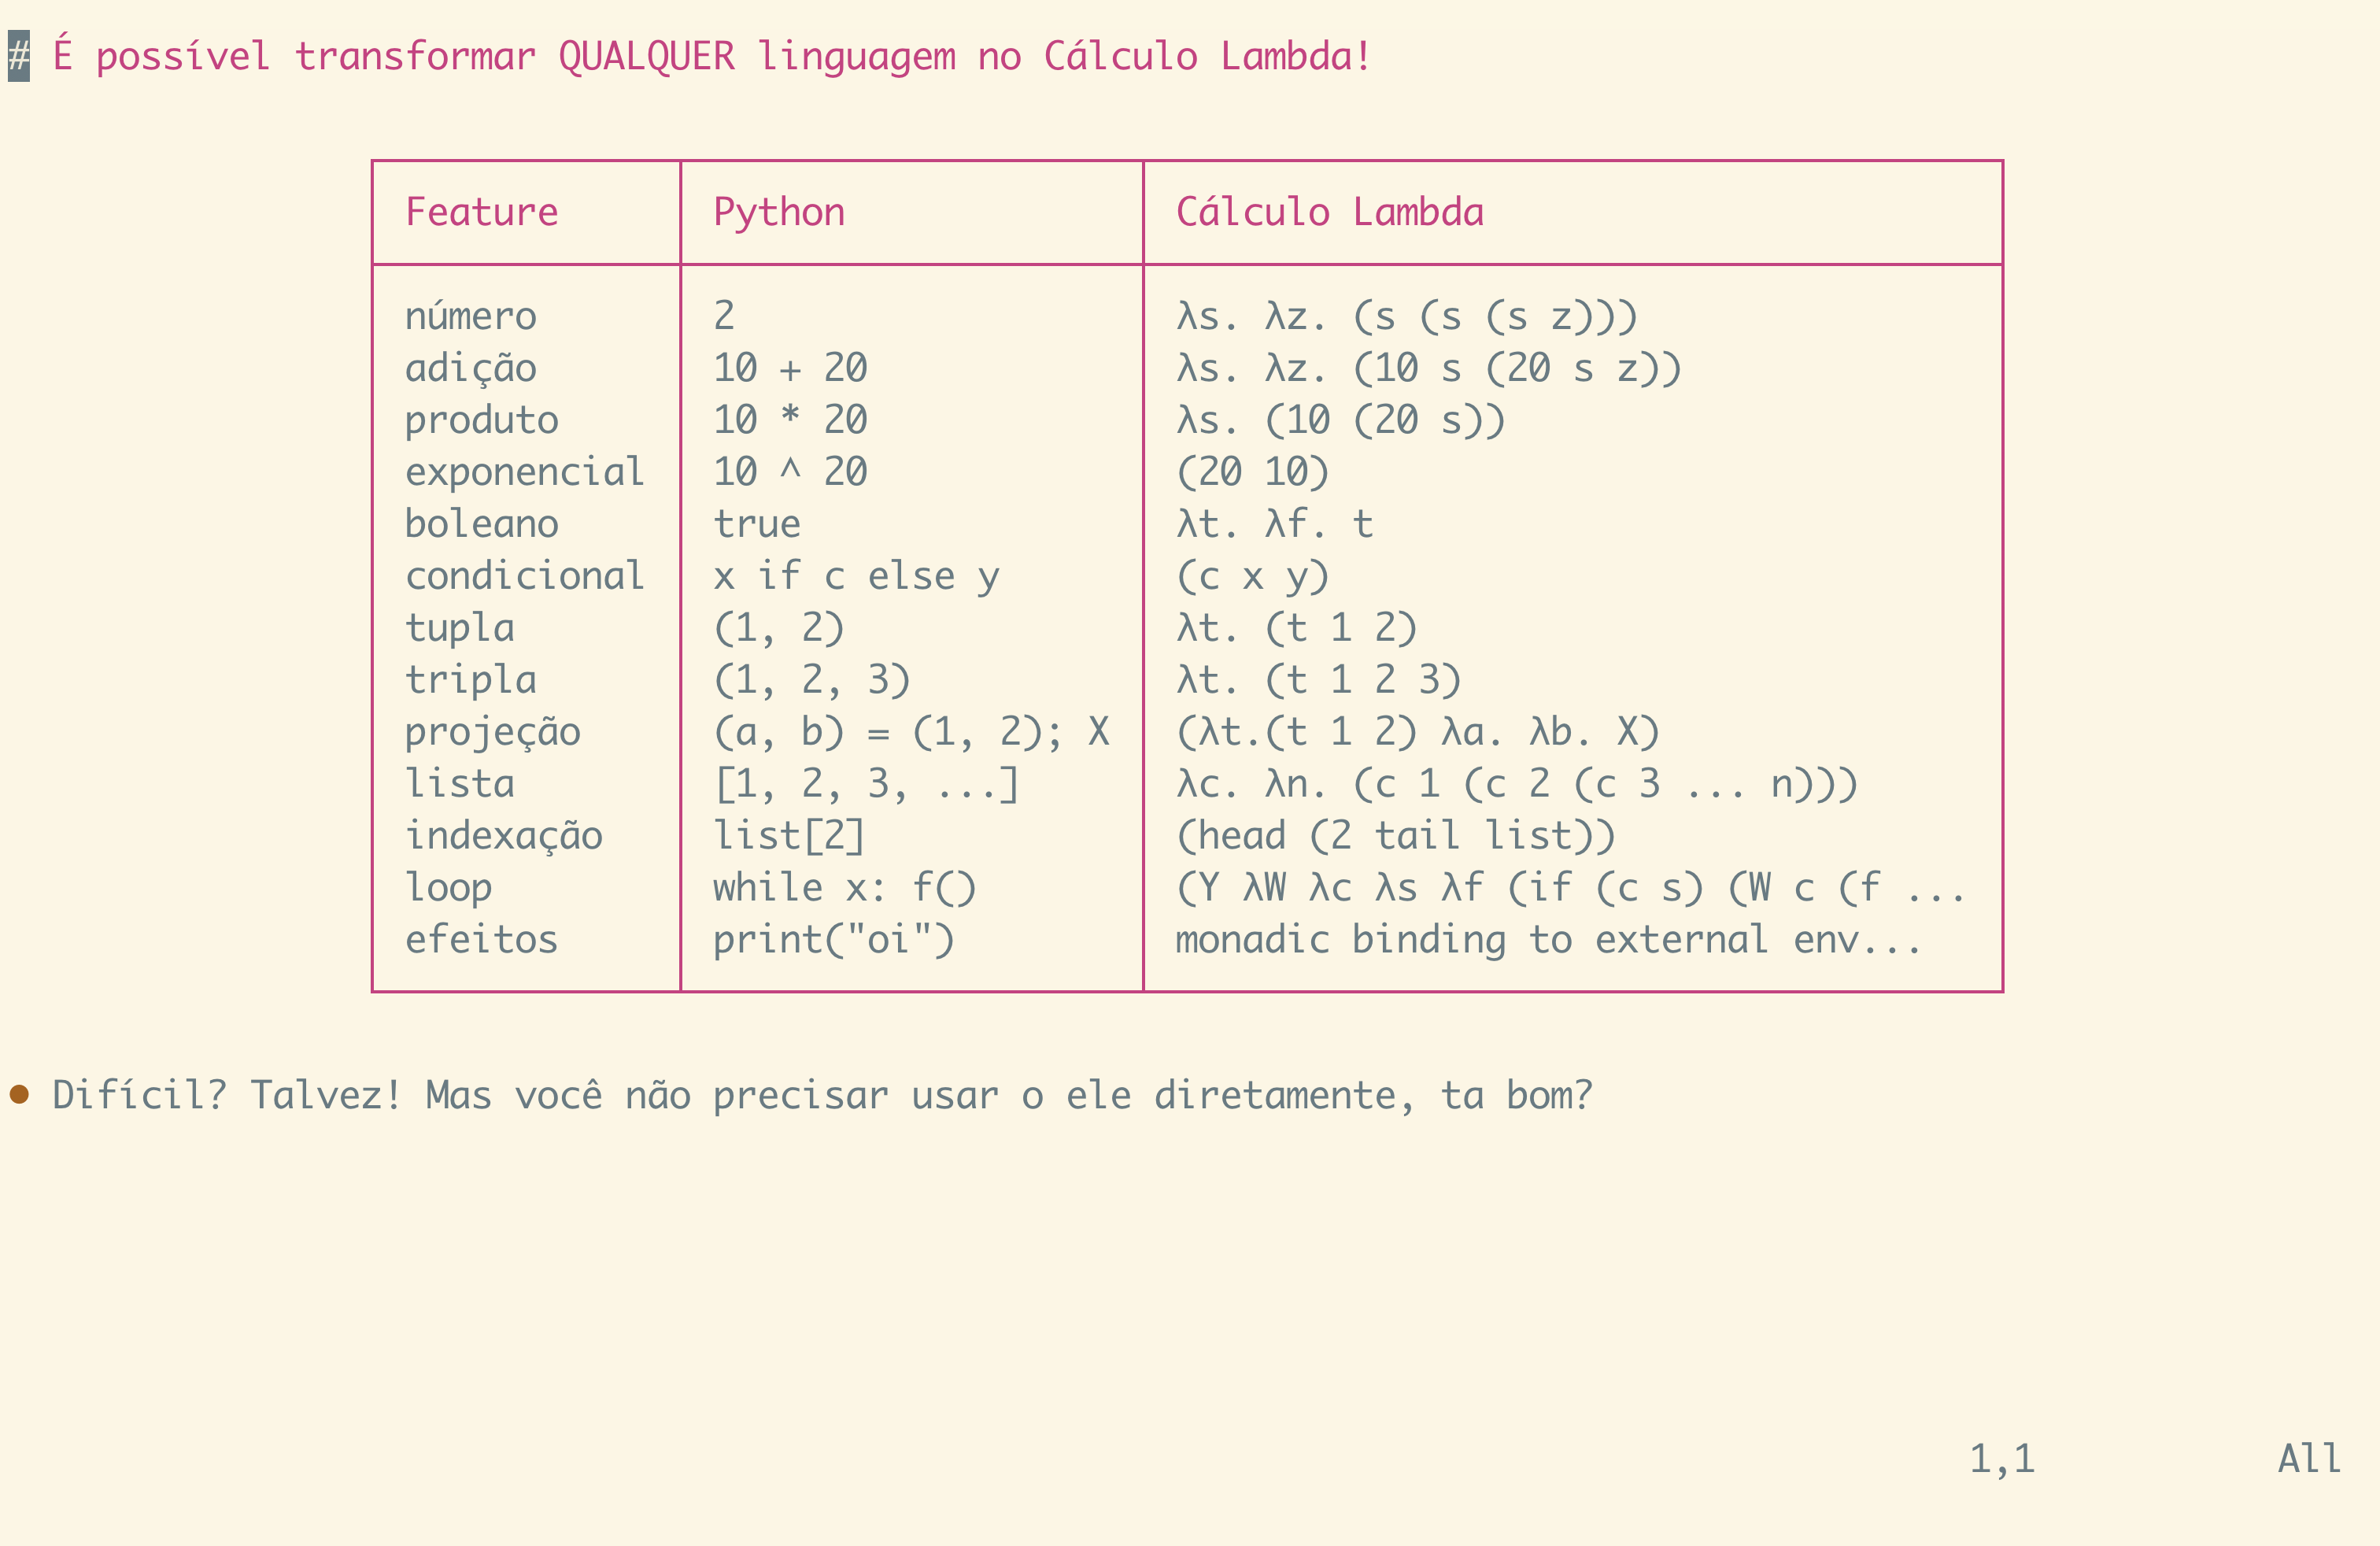 # É possível transformar QUALQUER linguagem no Cálculo Lambda!
Feature Python Cálculo Lambda
número 2 λs. λz. (s (s (s z)))
adição 10 + 20 λs. λz. (10 s (20 s z))
produto 10 * 20 λs. (10 (20 s))
exponencial 10 ^ 20 (20 10)
boleano true λt. λf. t
condicional x if c else y (c x y)
tupla (1, 2) λt. (t 1 2)
tripla (1, 2, 3) λt. (t 1 2 3)
projeção (a, b) = (1, 2); X (λt.(t 1 2) λa. λb. X)
lista [1, 2, 3, ...] λc. λn. (c 1 (c 2 (c 3 ... n)))
indexação list[2] (head (2 tail list))
loop while x: f() (Y λW λc λs λf (if (c s) (W c (f ...
efeitos print("oi") monadic binding to external env...
● Difícil? Talvez! Mas você não precisar usar o ele diretamente, ta bom?
1,1 All